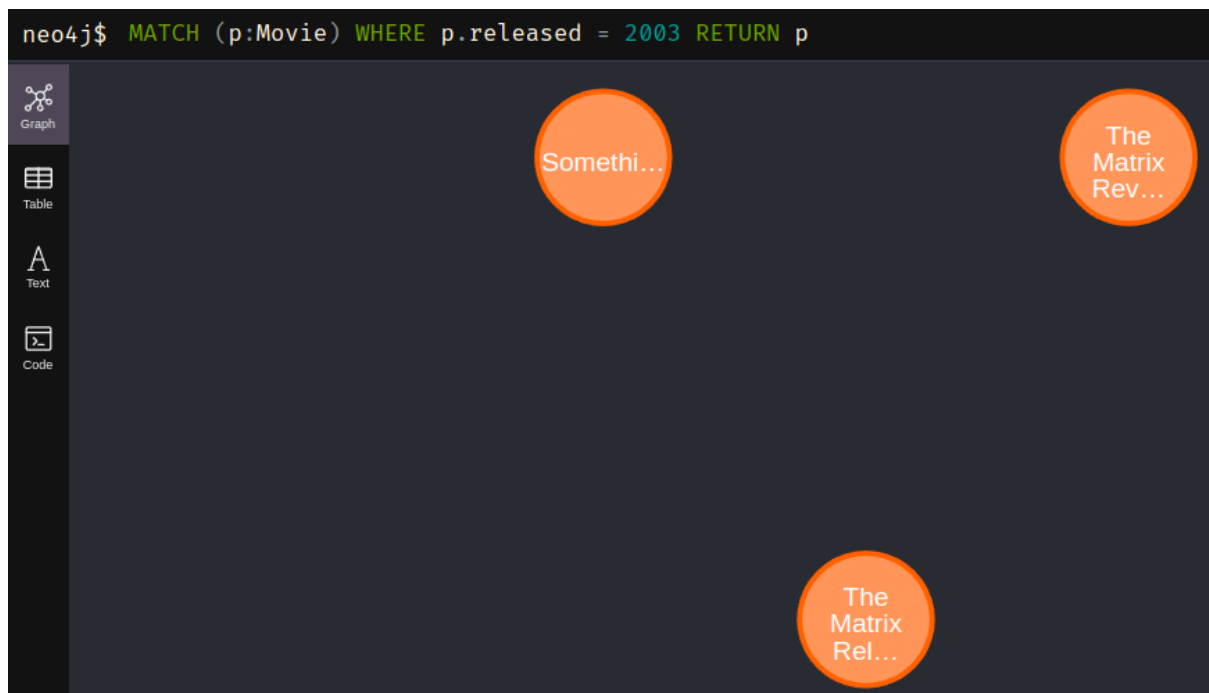 neo4j$ MATCH (p:Movie) WHERE p.released = 2003 RETURN p
Graph
Table
Text
Code
Somethi...
The
Matrix
Rev...
The
Matrix
Rel...